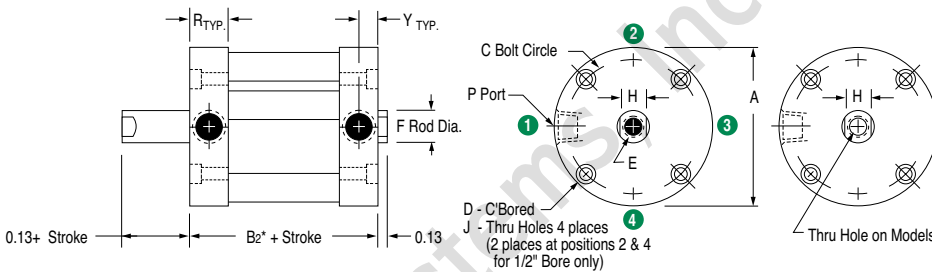 RTYP.
Y TYP.
F Rod Dia.
0.13+ Stroke
B2* + Stroke
0.13
C Bolt Circle
P Port
1
2
3
4
H
A
E
D - C'Bored
J - Thru Holes 4 places
(2 places at positions 2 & 4
for 1/2" Bore only)
H
Thru Hole on Models
stems, Inc